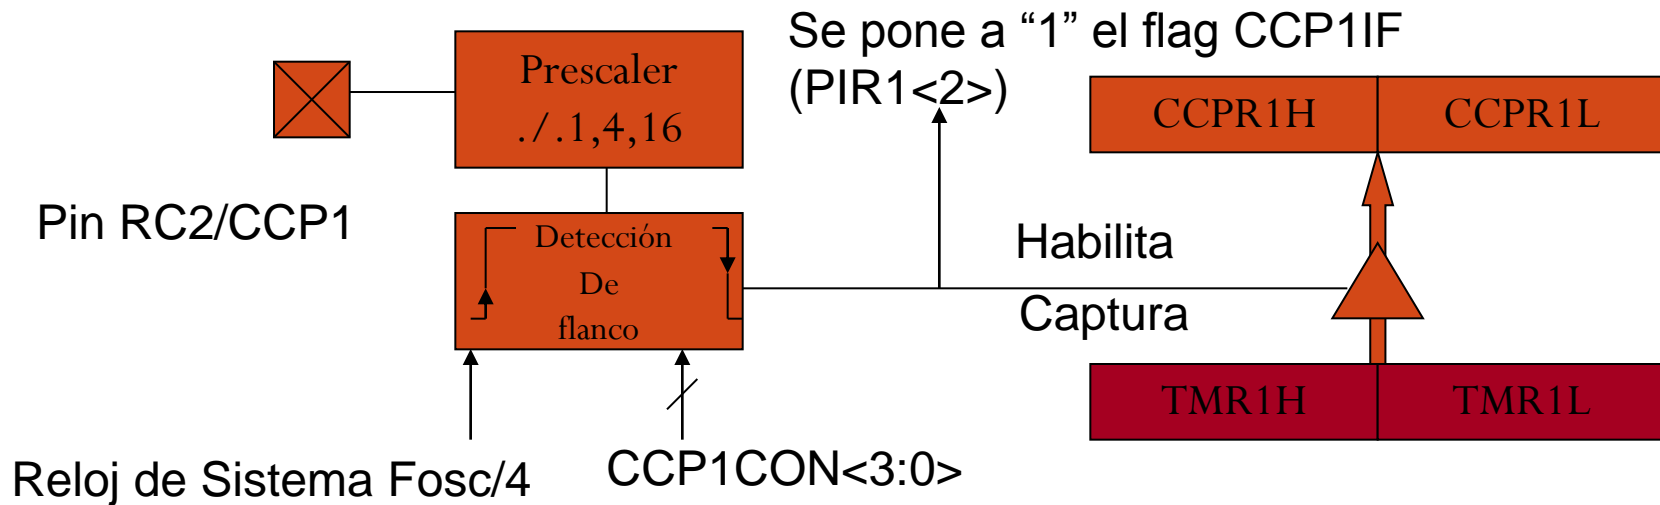 Se pone a “1” el flag CCP1IF
(PIR1<2>)
Prescaler
./.1,4,16
CCPR1H
CCPR1L
Pin RC2/CCP1
Detección
De
flanco
Habilita
Captura
TMR1H
TMR1L
Reloj de Sistema Fosc/4
CCP1CON<3:0>